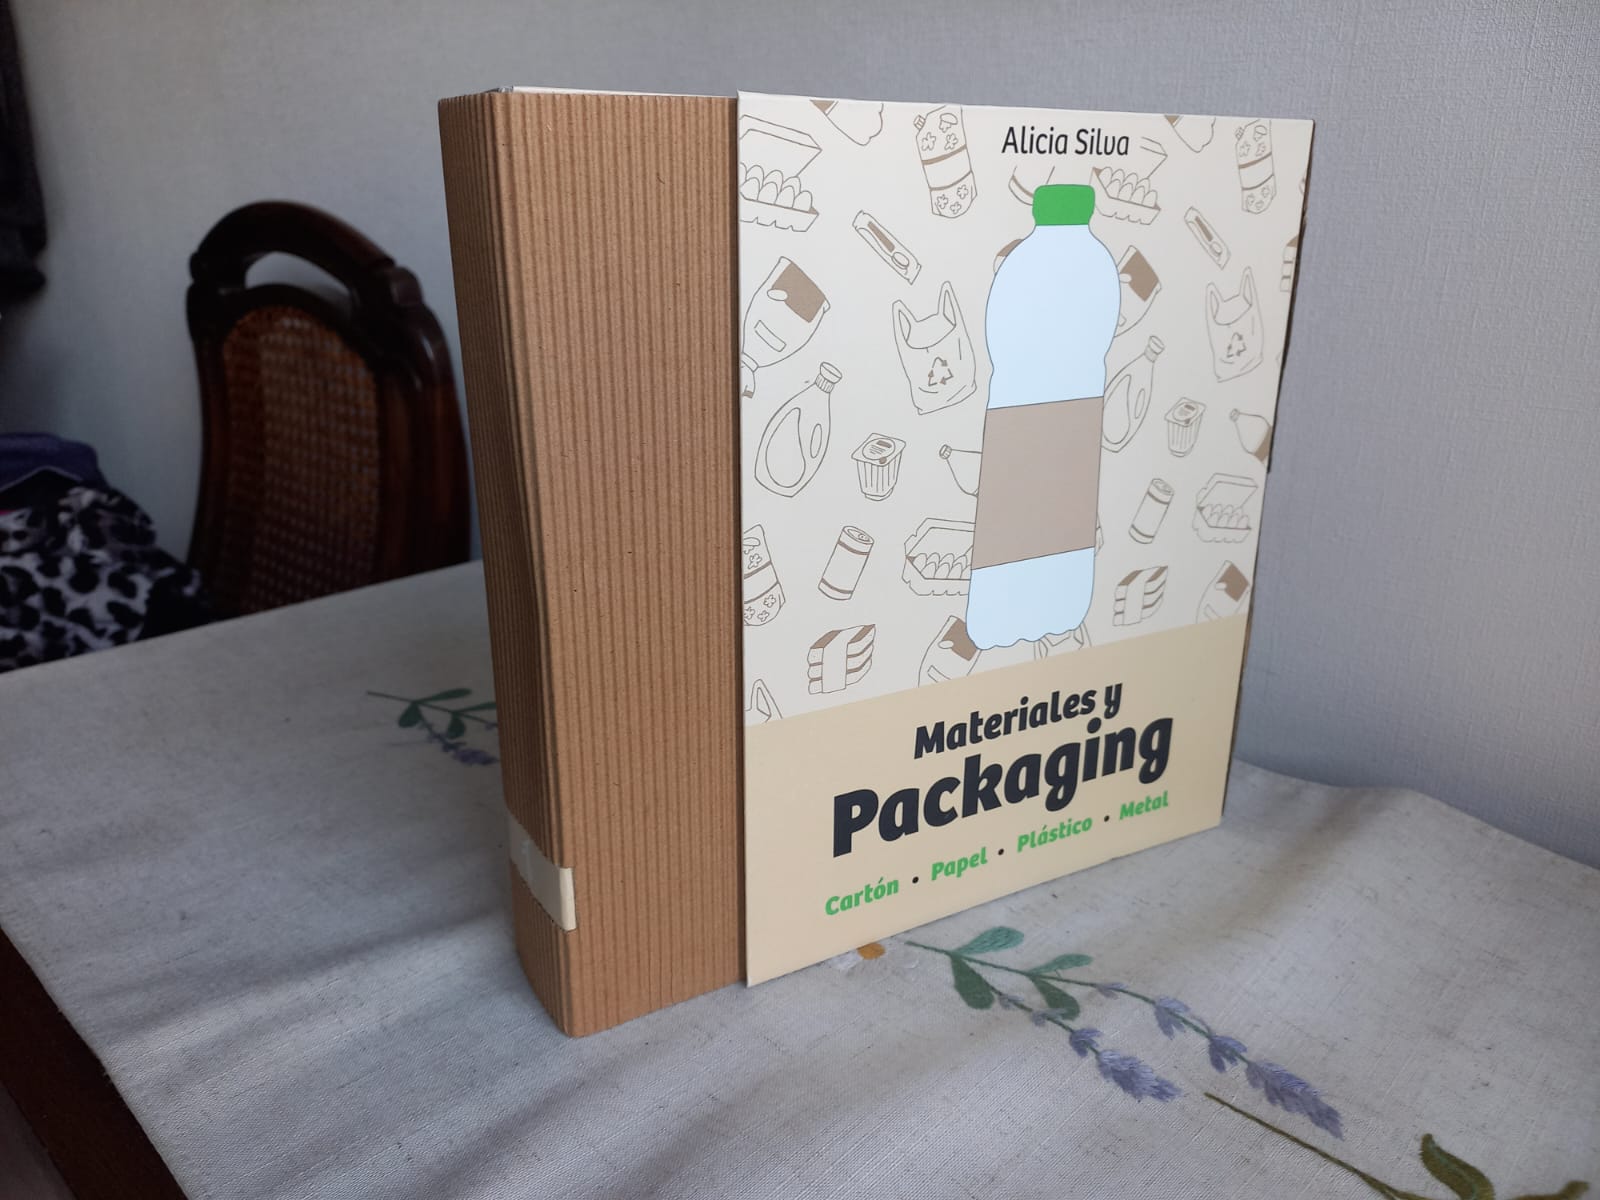 Alicia Silva
Materiales y
Packaging
Cartón • Papel • Plástico • Metal